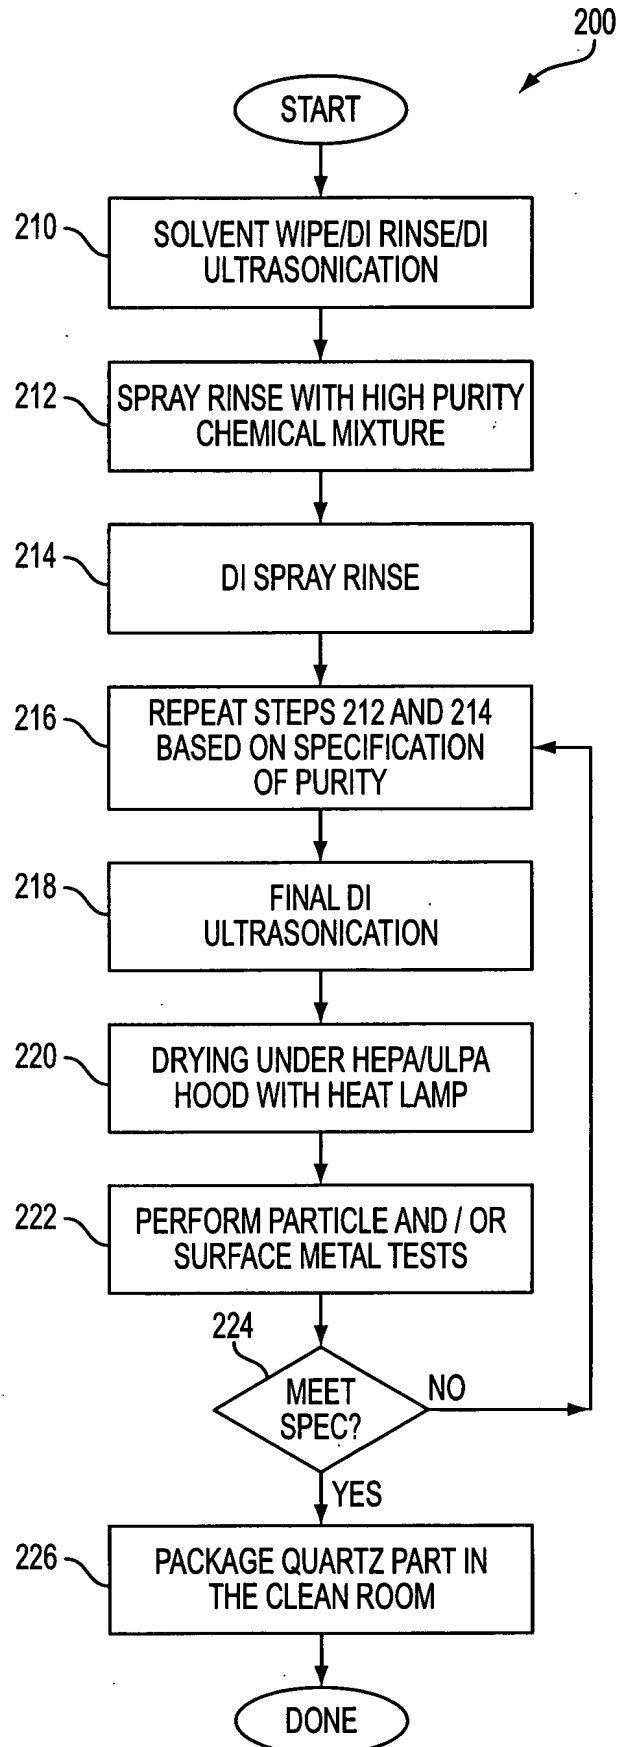 200
START
210
SOLVENT WIPE/DI RINSE/DI
ULTRASONICATION
212
SPRAY RINSE WITH HIGH PURITY
CHEMICAL MIXTURE
214
DI SPRAY RINSE
216
REPEAT STEPS 212 AND 214
BASED ON SPECIFICATION
OF PURITY
218
FINAL DI
ULTRASONICATION
220
DRYING UNDER HEPA/ULPA
HOOD WITH HEAT LAMP
222
PERFORM PARTICLE AND / OR
SURFACE METAL TESTS
224
MEET
SPEC?
NO
YES
226
PACKAGE QUARTZ PART IN
THE CLEAN ROOM
DONE